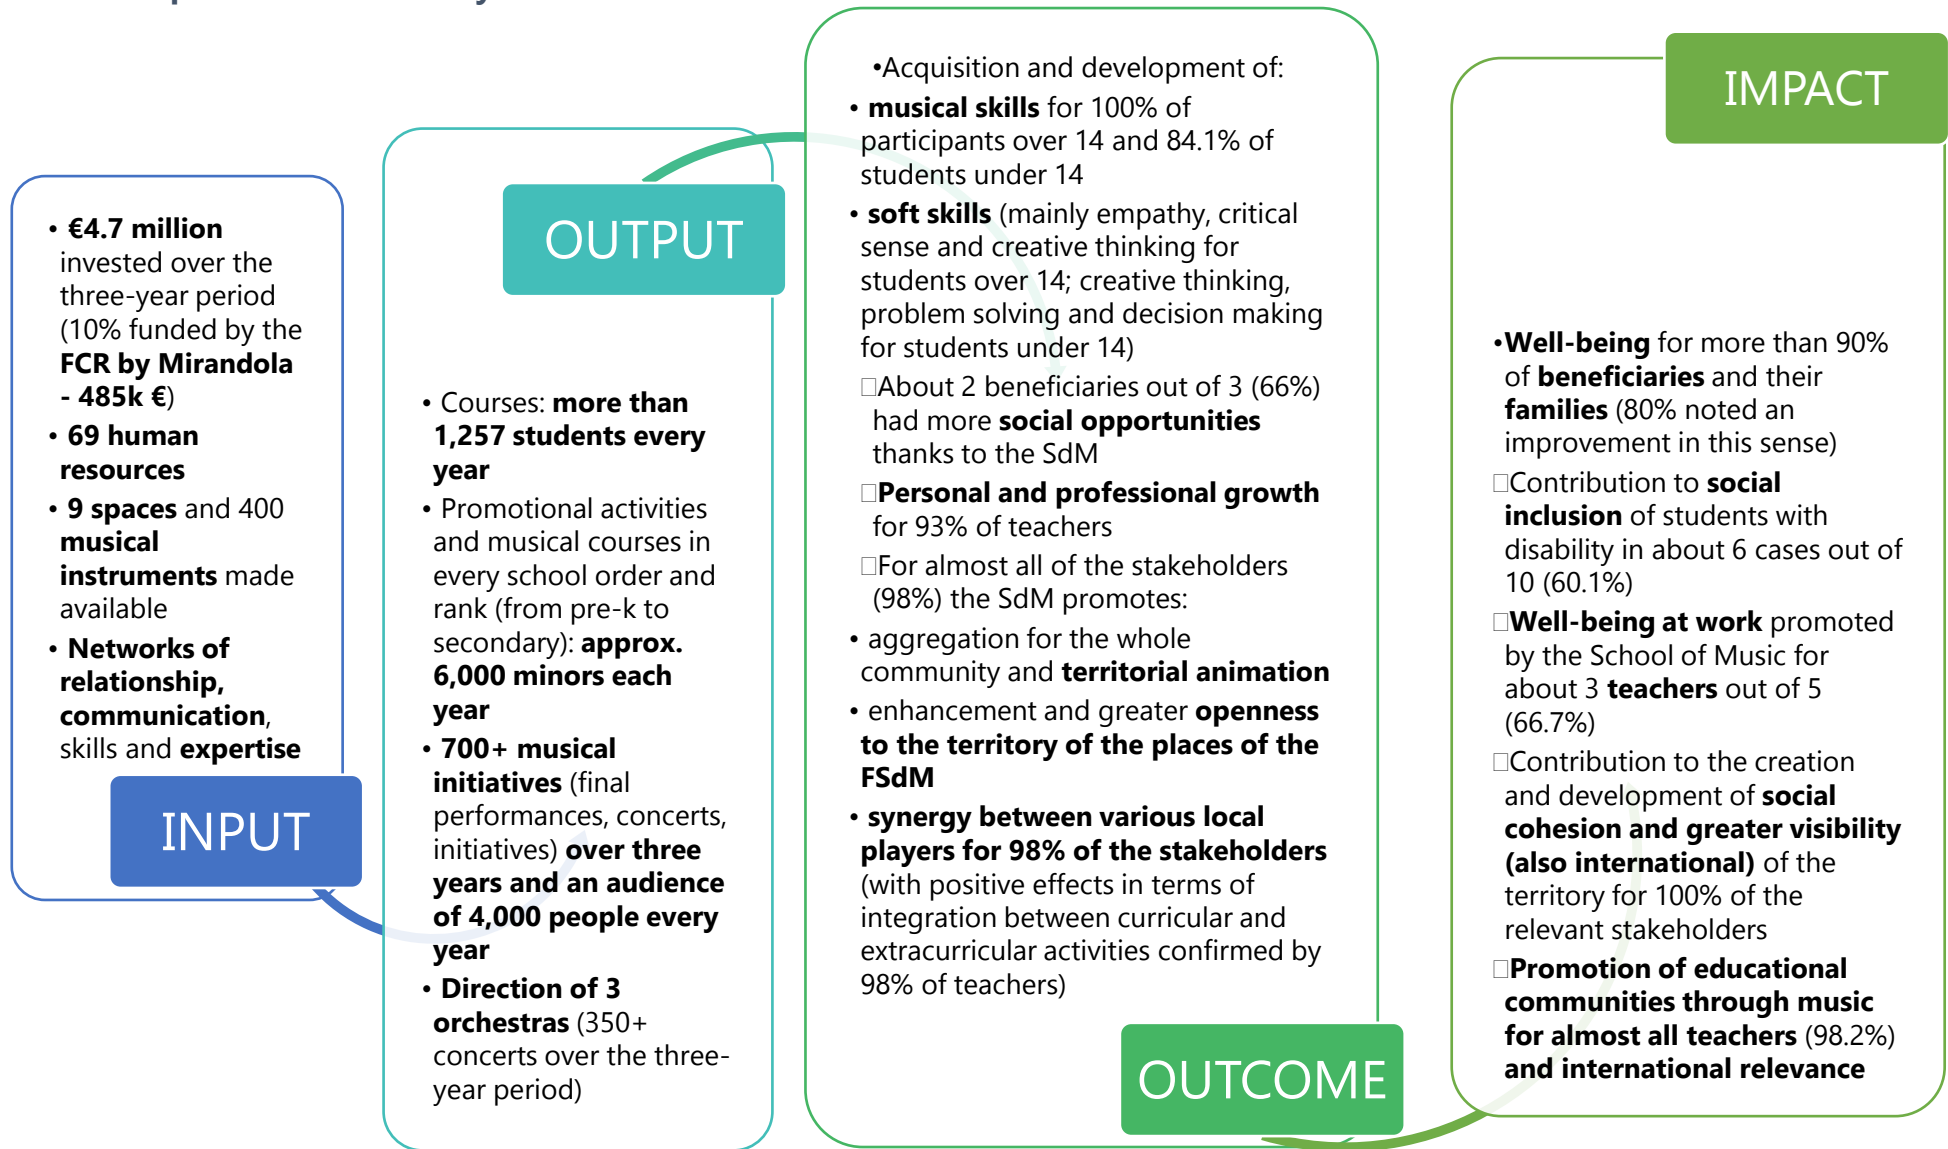 • €4.7 million
invested over the
three-year period
(10% funded by the
FCR by Mirandola
- 485k €)
• 69 human
resources
• 9 spaces and 400
musical
instruments made
available
• Networks of
relationship,
communication,
skills and expertise
INPUT
OUTPUT
• Courses: more than
1,257 students every
year
• Promotional activities
and musical courses in
every school order and
rank (from pre-k to
secondary): approx.
6,000 minors each
year
• 700+ musical
initiatives (final
performances, concerts,
initiatives) over three
years and an audience
of 4,000 people every
year
• Direction of 3
orchestras (350+
concerts over the three-
year period)
•Acquisition and development of:
• musical skills for 100% of
participants over 14 and 84.1% of
students under 14
• soft skills (mainly empathy, critical
sense and creative thinking for
students over 14; creative thinking,
problem solving and decision making
for students under 14)
□About 2 beneficiaries out of 3 (66%)
had more social opportunities
thanks to the SdM
□Personal and professional growth
for 93% of teachers
□For almost all of the stakeholders
(98%) the SdM promotes:
• aggregation for the whole
community and territorial animation
• enhancement and greater openness
to the territory of the places of the
FSdM
• synergy between various local
players for 98% of the stakeholders
(with positive effects in terms of
integration between curricular and
extracurricular activities confirmed by
98% of teachers)
OUTCOME
IMPACT
•Well-being for more than 90%
of beneficiaries and their
families (80% noted an
improvement in this sense)
□Contribution to social
inclusion of students with
disability in about 6 cases out of
10 (60.1%)
□Well-being at work promoted
by the School of Music for
about 3 teachers out of 5
(66.7%)
□Contribution to the creation
and development of social
cohesion and greater visibility
(also international) of the
territory for 100% of the
relevant stakeholders
□Promotion of educational
communities through music
for almost all teachers (98.2%)
and international relevance